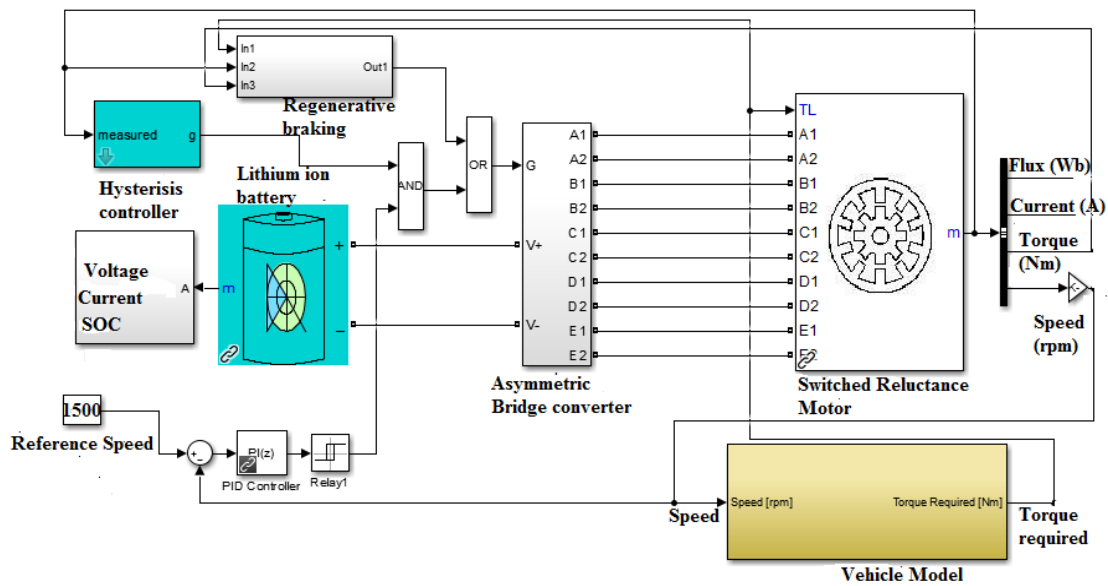 In1
In2
In3
Out1
Regenerative
braking
measured
g
Hysterisis
controller
Lithium ion
battery
AND
OR
G
V+
V-
A1
A2
B1
B2
C1
C2
D1
D2
E1
E2
Asymmetric
Bridge converter
TL
A1
A2
B1
B2
C1
C2
D1
D2
E1
E2
m
Switched Reluctance
Motor
Flux (Wb)
Current (A)
Torque
(Nm)
Speed
(rpm)
Voltage
Current
SOC
A
m
+
−
1500
Reference Speed
+
−
PI(z)
PID Controller
Relay1
Speed
Speed [rpm]
Torque Required [Nm]
Torque
required
Vehicle Model